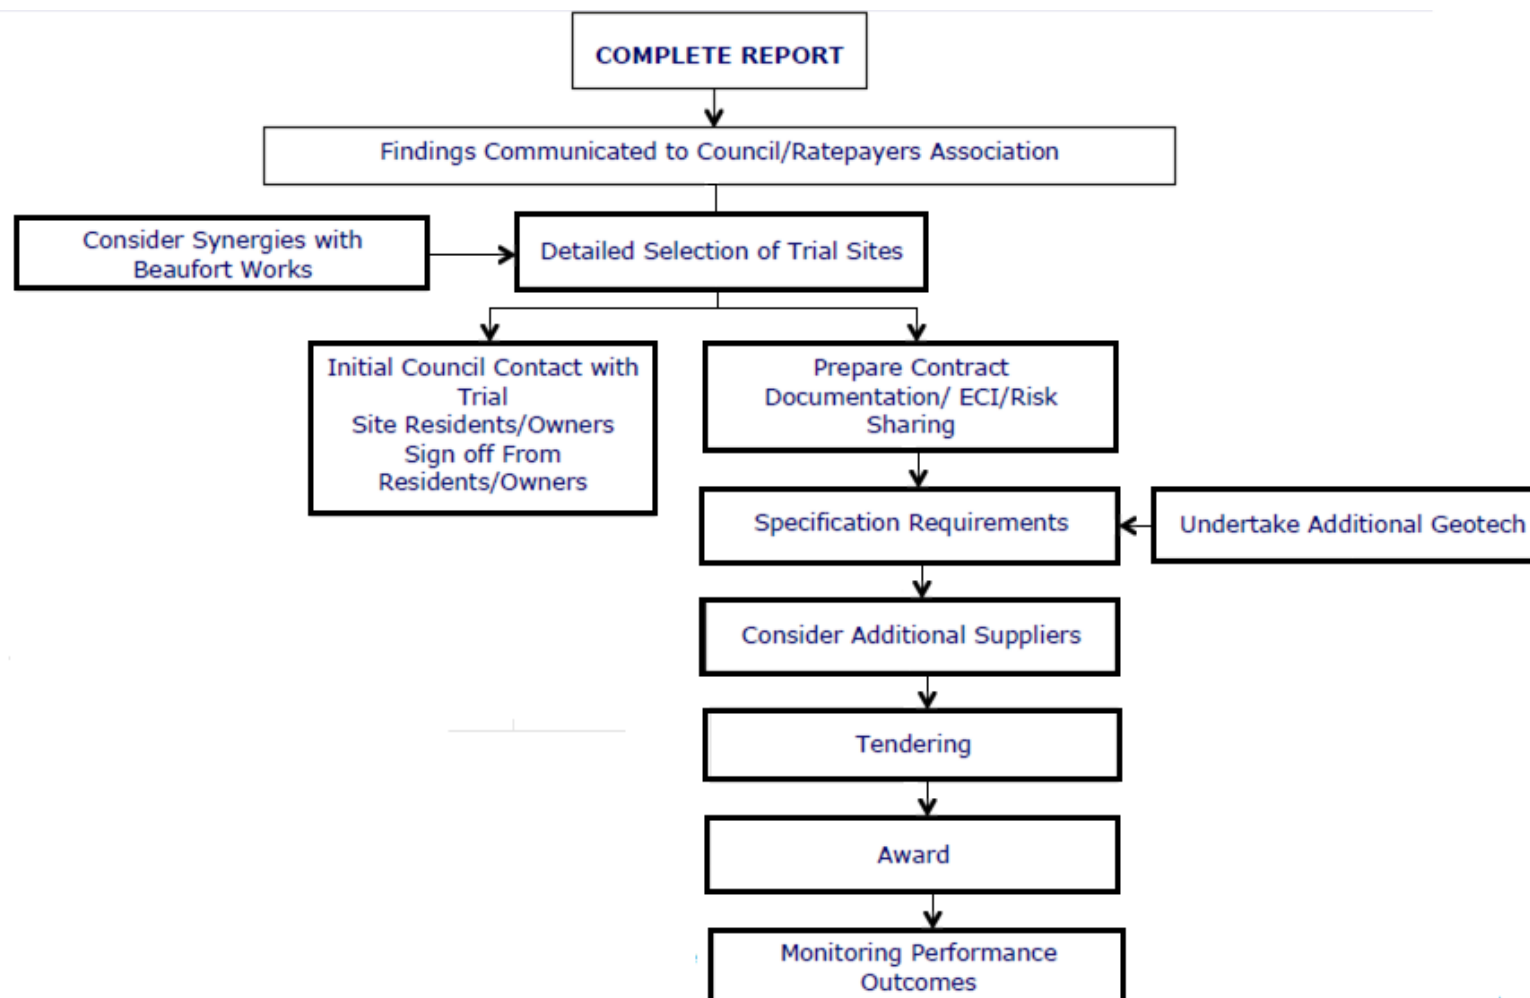 COMPLETE REPORT
Findings Communicated to Council/Ratepayers Association
Consider Synergies with
Beaufort Works
Detailed Selection of Trial Sites
Initial Council Contact with
Trial
Site Residents/Owners
Sign off From
Residents/Owners
Prepare Contract
Documentation/ ECI/Risk
Sharing
Specification Requirements
Undertake Additional Geotech
Consider Additional Suppliers
Tendering
Award
Monitoring Performance
Outcomes